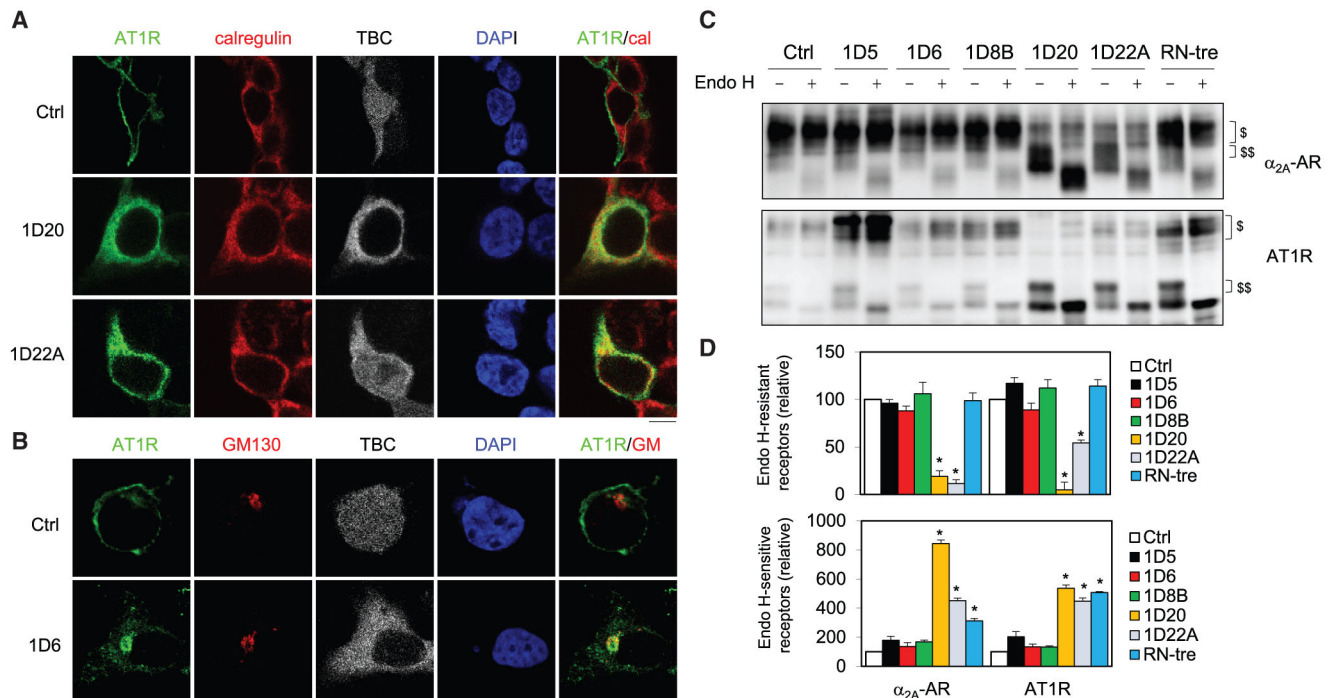 A
AT1R calregulin TBC DAPI AT1R/cal
Ctrl
1D20
1D22A
B
AT1R GM130 TBC DAPI AT1R/GM
Ctrl
1D6
C
Ctrl 1D5 1D6 1D8B 1D20 1D22A RN-tre
Endo H – + – + – + – + – + – + – +
$
$$
α2A-AR
$
$$
AT1R
D
Endo H-resistant
receptors (relative)
150
100
50
0
* * * *
Ctrl
1D5
1D6
1D8B
1D20
1D22A
RN-tre
Endo H-sensitive
receptors (relative)
1000
800
600
400
200
0
* * * * * *
Ctrl
1D5
1D6
1D8B
1D20
1D22A
RN-tre
α2A-AR AT1R